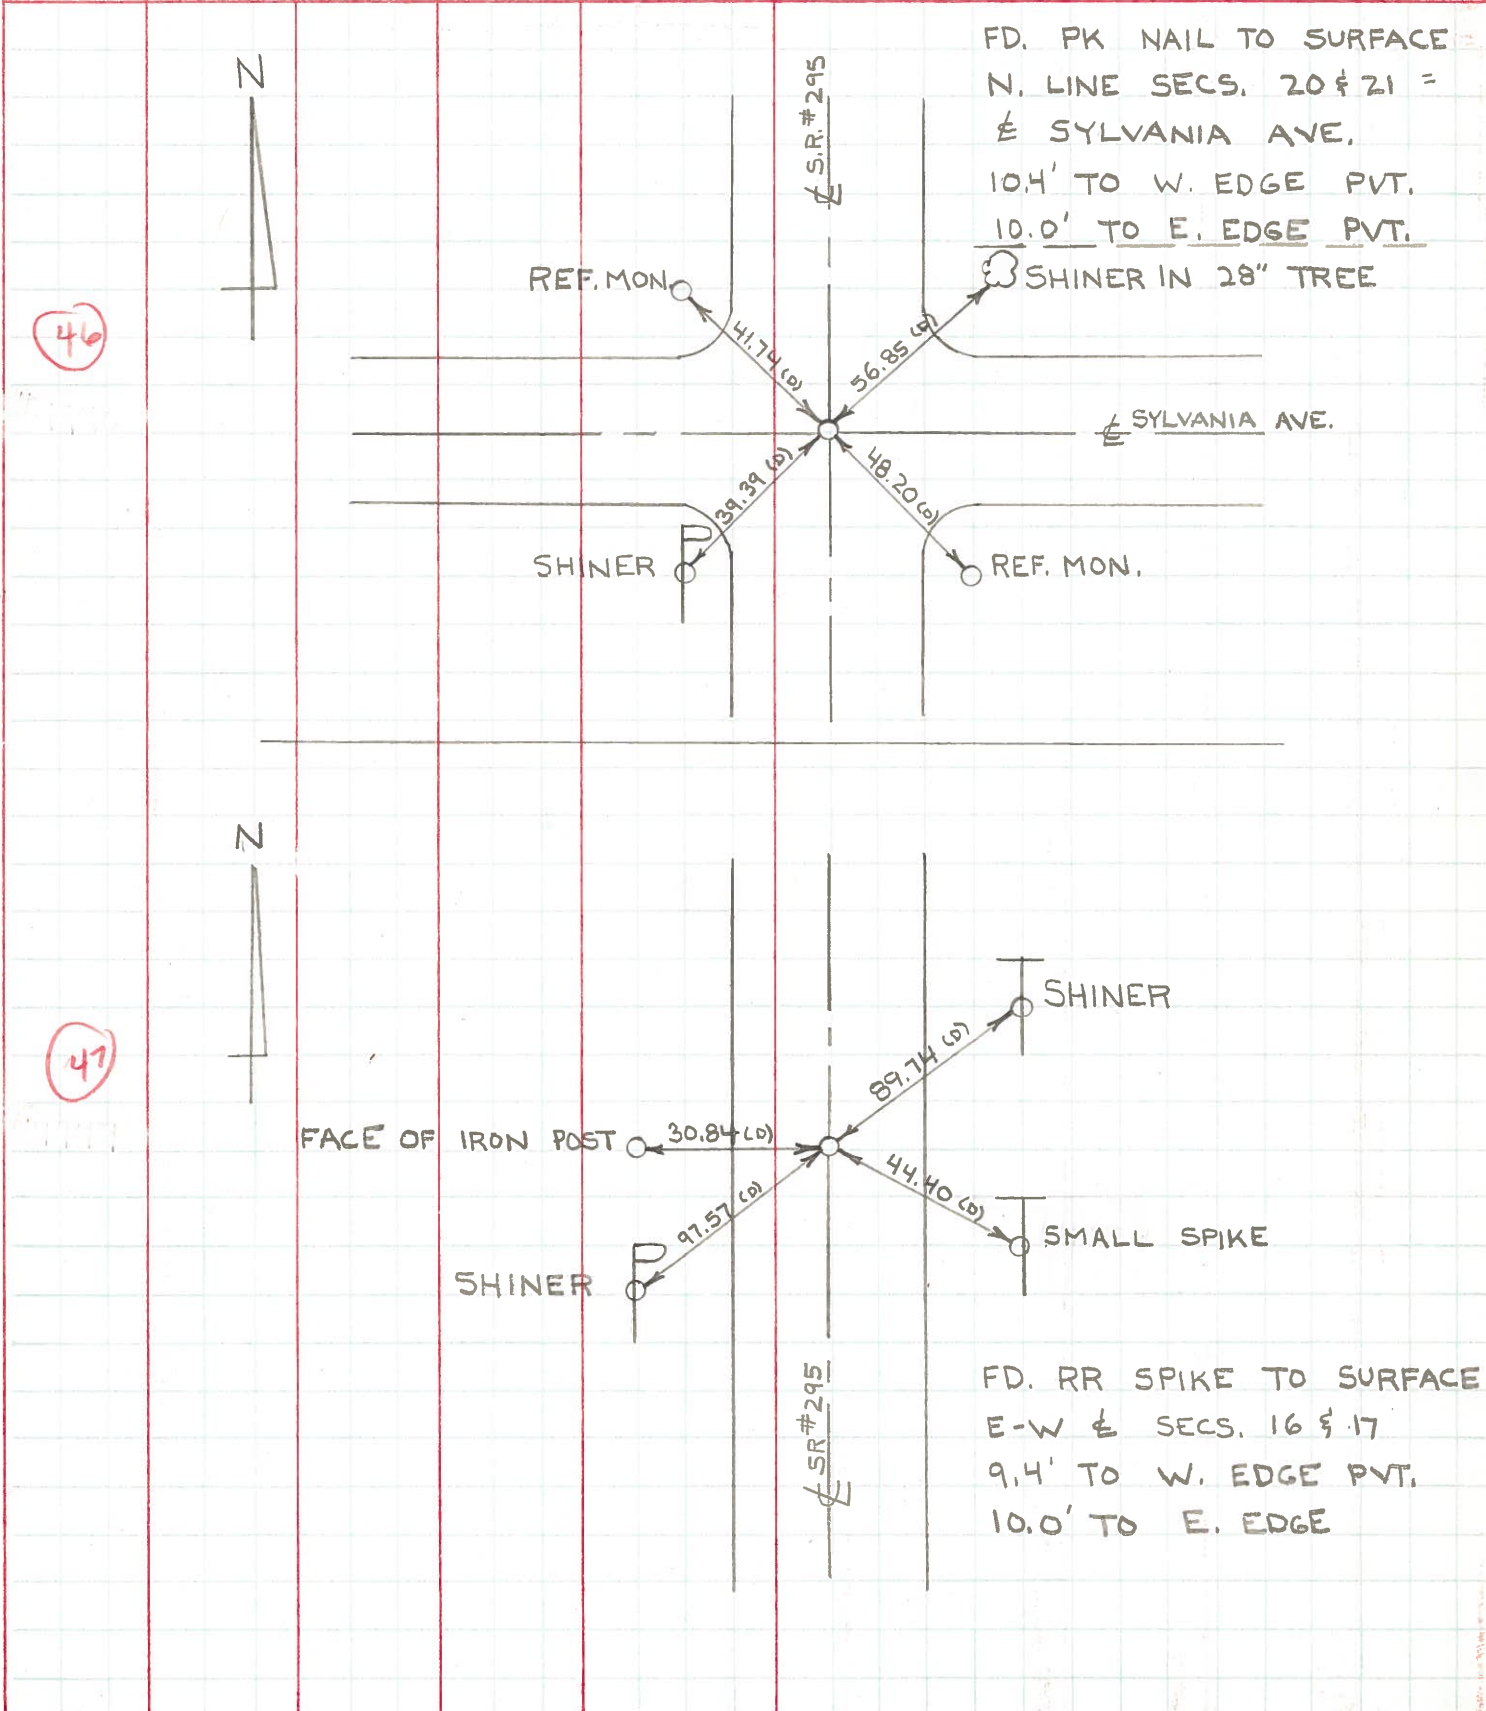 FD. PK NAIL TO SURFACE
N. LINE SECS. 20 & 21 =
℄ SYLVANIA AVE.
10.4' TO W. EDGE PVT.
10.0' TO E. EDGE PVT.
SHINER IN 28" TREE
N
℄ S.R. #295
REF. MON.
46
41.74 (D)
56.85 (D)
℄ SYLVANIA AVE.
39.39 (D)
48.20 (D)
SHINER
REF. MON.
N
47
SHINER
89.74 (D)
FACE OF IRON POST
30.84 (D)
44.40 (D)
97.57 (D)
SMALL SPIKE
SHINER
℄ SR #295
FD. RR SPIKE TO SURFACE
E-W ℄ SECS. 16 & 17
9.4' TO W. EDGE PVT.
10.0' TO E. EDGE